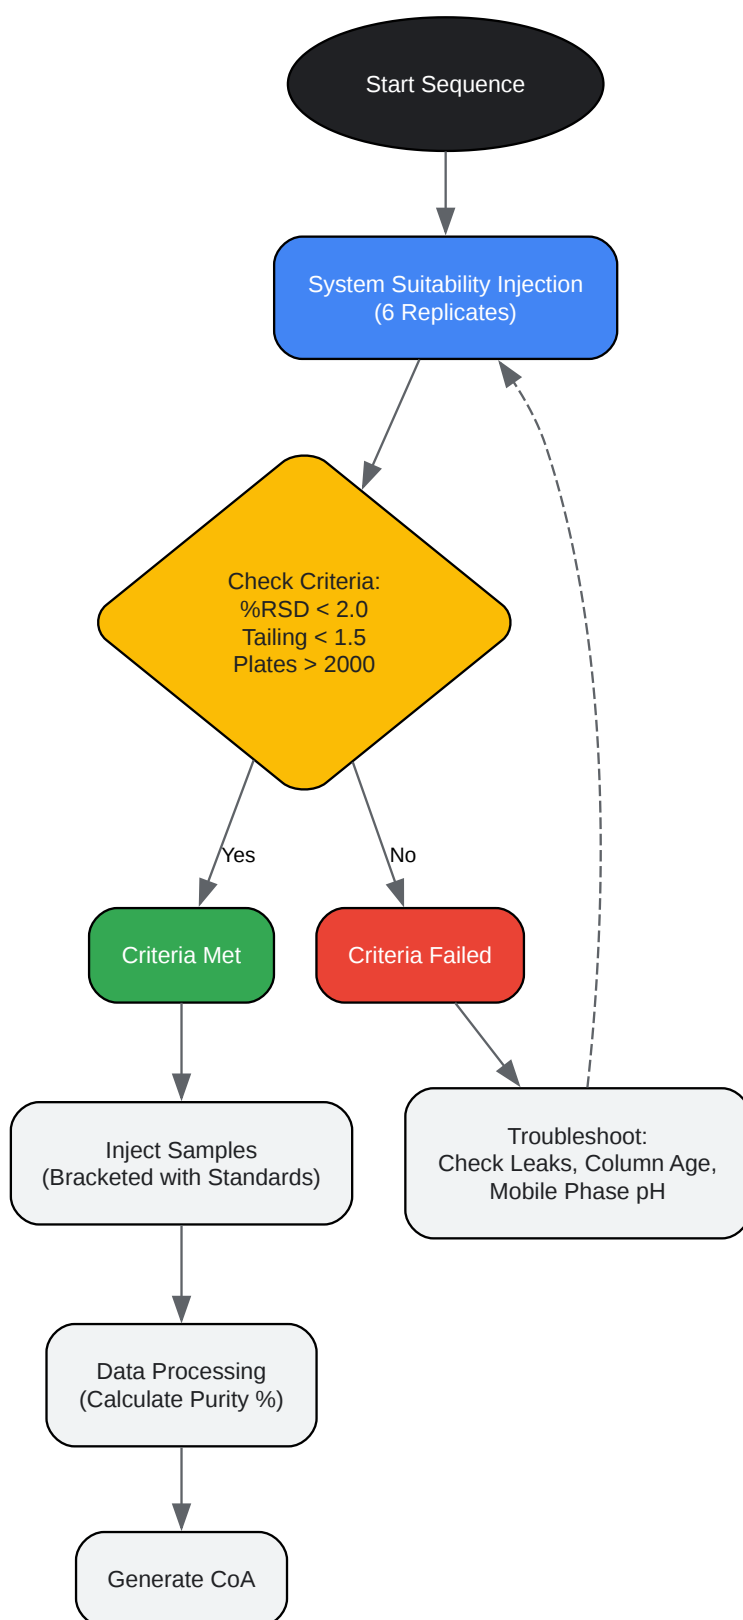 Start Sequence
System Suitability Injection
(6 Replicates)
Check Criteria:
%RSD < 2.0
Tailing < 1.5
Plates > 2000
Yes
No
Criteria Met
Criteria Failed
Inject Samples
(Bracketed with Standards)
Troubleshoot:
Check Leaks, Column Age,
Mobile Phase pH
Data Processing
(Calculate Purity %)
Generate CoA